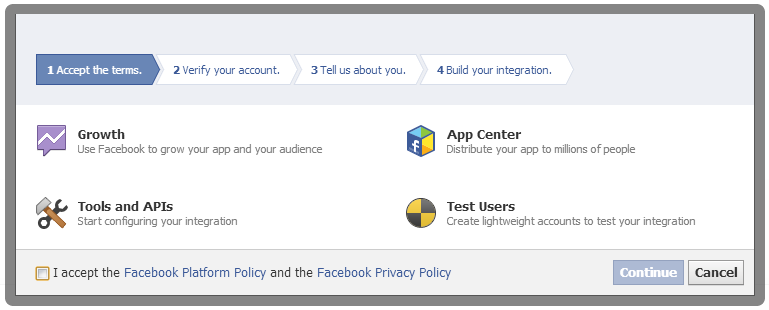 1 Accept the terms. 2 Verify your account. 3 Tell us about you. 4 Build your integration.
Growth
Use Facebook to grow your app and your audience
App Center
Distribute your app to millions of people
Tools and APIs
Start configuring your integration
Test Users
Create lightweight accounts to test your integration
I accept the Facebook Platform Policy and the Facebook Privacy Policy
Continue Cancel